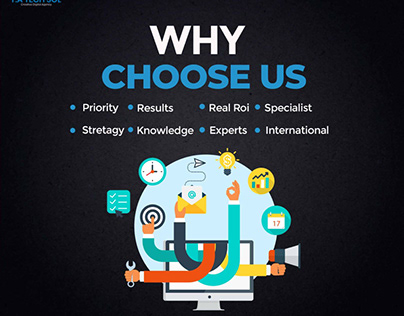 WHY
CHOOSE US
Priority Results Real Roi Specialist
Stretagy Knowledge Experts International
@
$
17